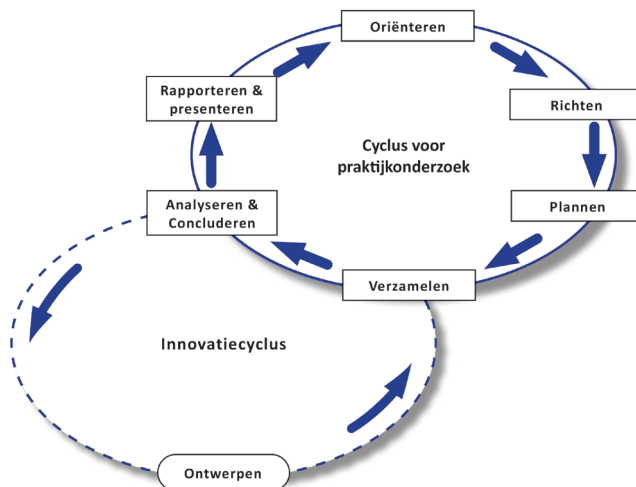 Oriënteren
Rapporteren &
presenteren
Richten
Cyclus voor
praktijkonderzoek
Analyseren &
Concluderen
Plannen
Verzamelen
Innovatiecyclus
Ontwerpen